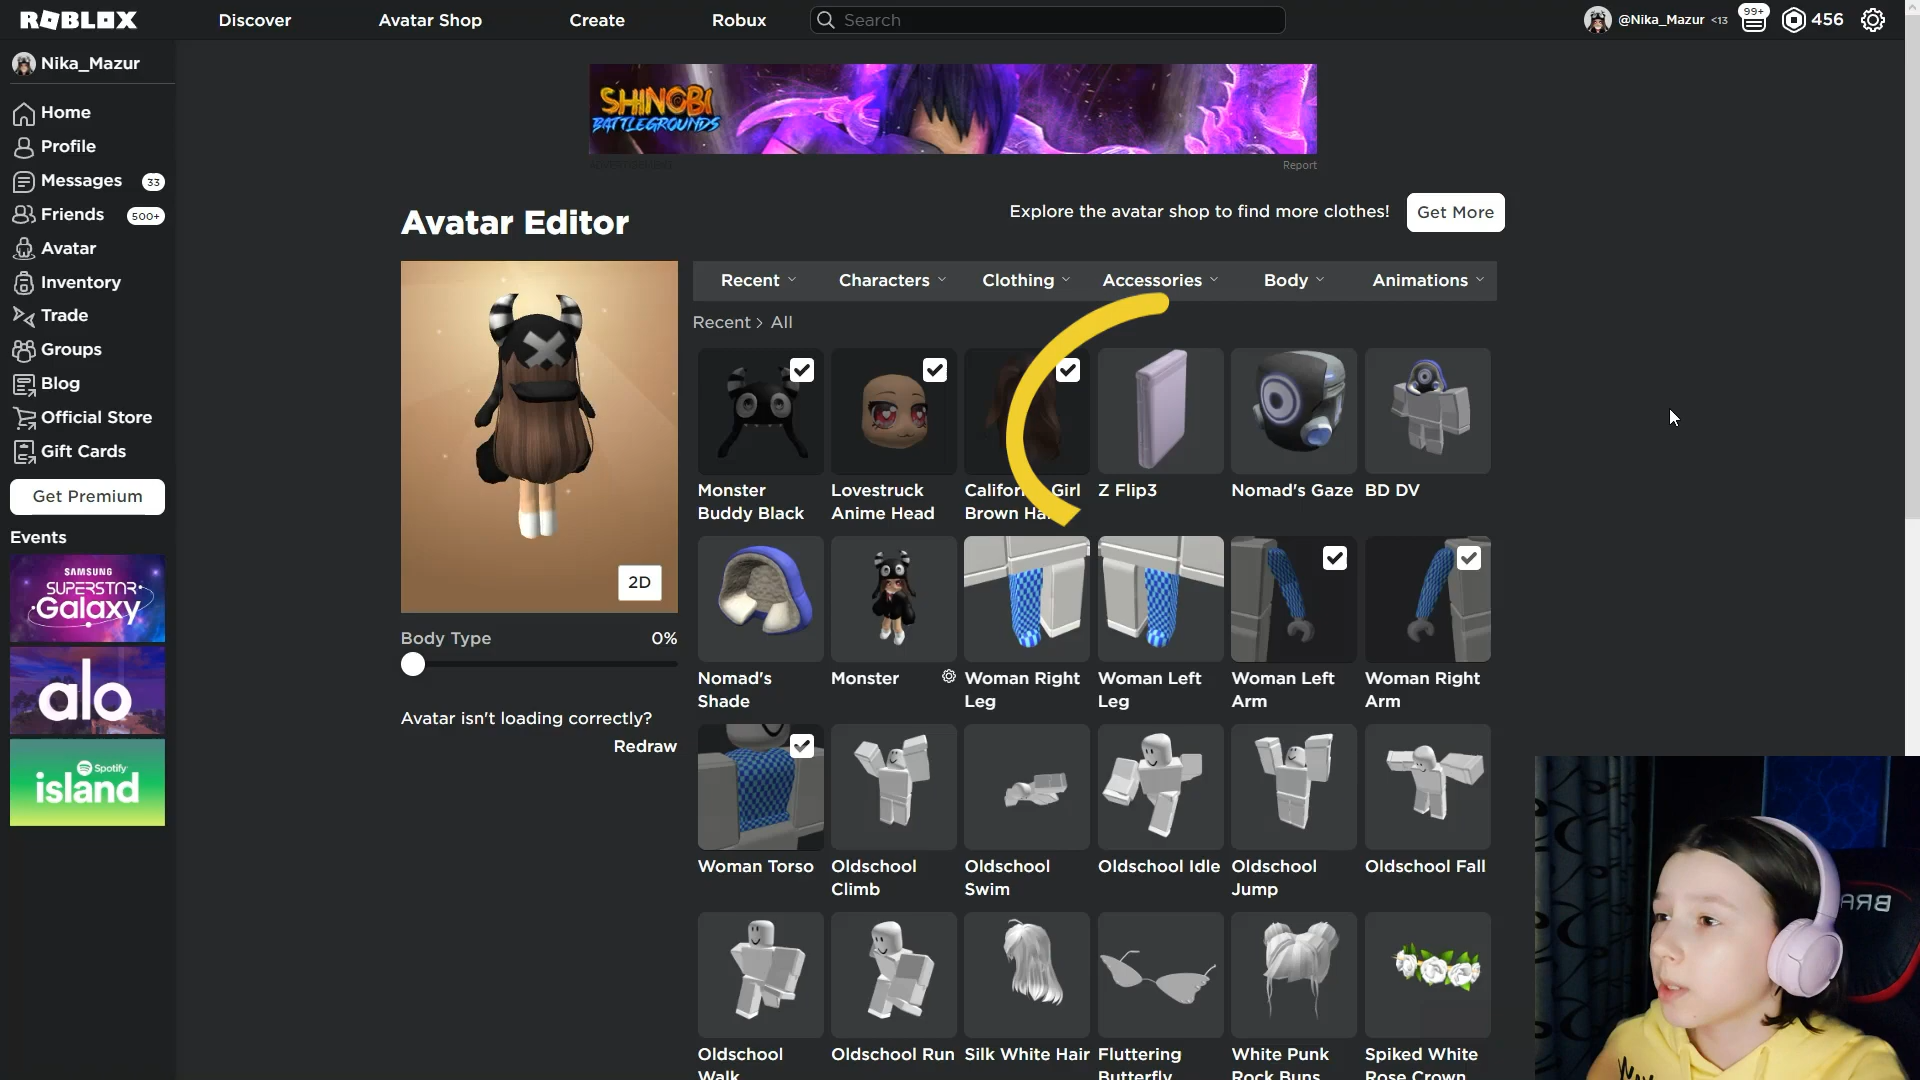 ROBLOX
Discover
Avatar Shop
Create
Robux
Search
@Nika_Mazur <13
99+
456
Nika_Mazur
Home
Profile
Messages 33
Friends 500+
Avatar
Inventory
Trade
Groups
Blog
Official Store
Gift Cards
Get Premium
Events
SAMSUNG
SUPERSTAR
Galaxy
alo
Spotify
island
SHINOBI
BATTLEGROUNDS
ADVERTISEMENT
Report
Avatar Editor
Explore the avatar shop to find more clothes!
Get More
2D
Body Type 0%
Avatar isn't loading correctly?
Redraw
Recent
Characters
Clothing
Accessories
Body
Animations
Recent > All
Monster
Buddy Black
Lovestruck
Anime Head
Girl
Brown
Z Flip3
Nomad's Gaze
BD DV
Nomad's
Shade
Monster
Woman Right
Leg
Woman Left
Leg
Woman Left
Arm
Woman Right
Arm
Woman Torso
Oldschool
Climb
Oldschool
Swim
Oldschool Idle
Oldschool
Jump
Oldschool Fall
Oldschool
Walk
Oldschool Run
Silk White Hair
Fluttering
Butterfly
White Punk
Rock Buns
Spiked White
Rose Crown